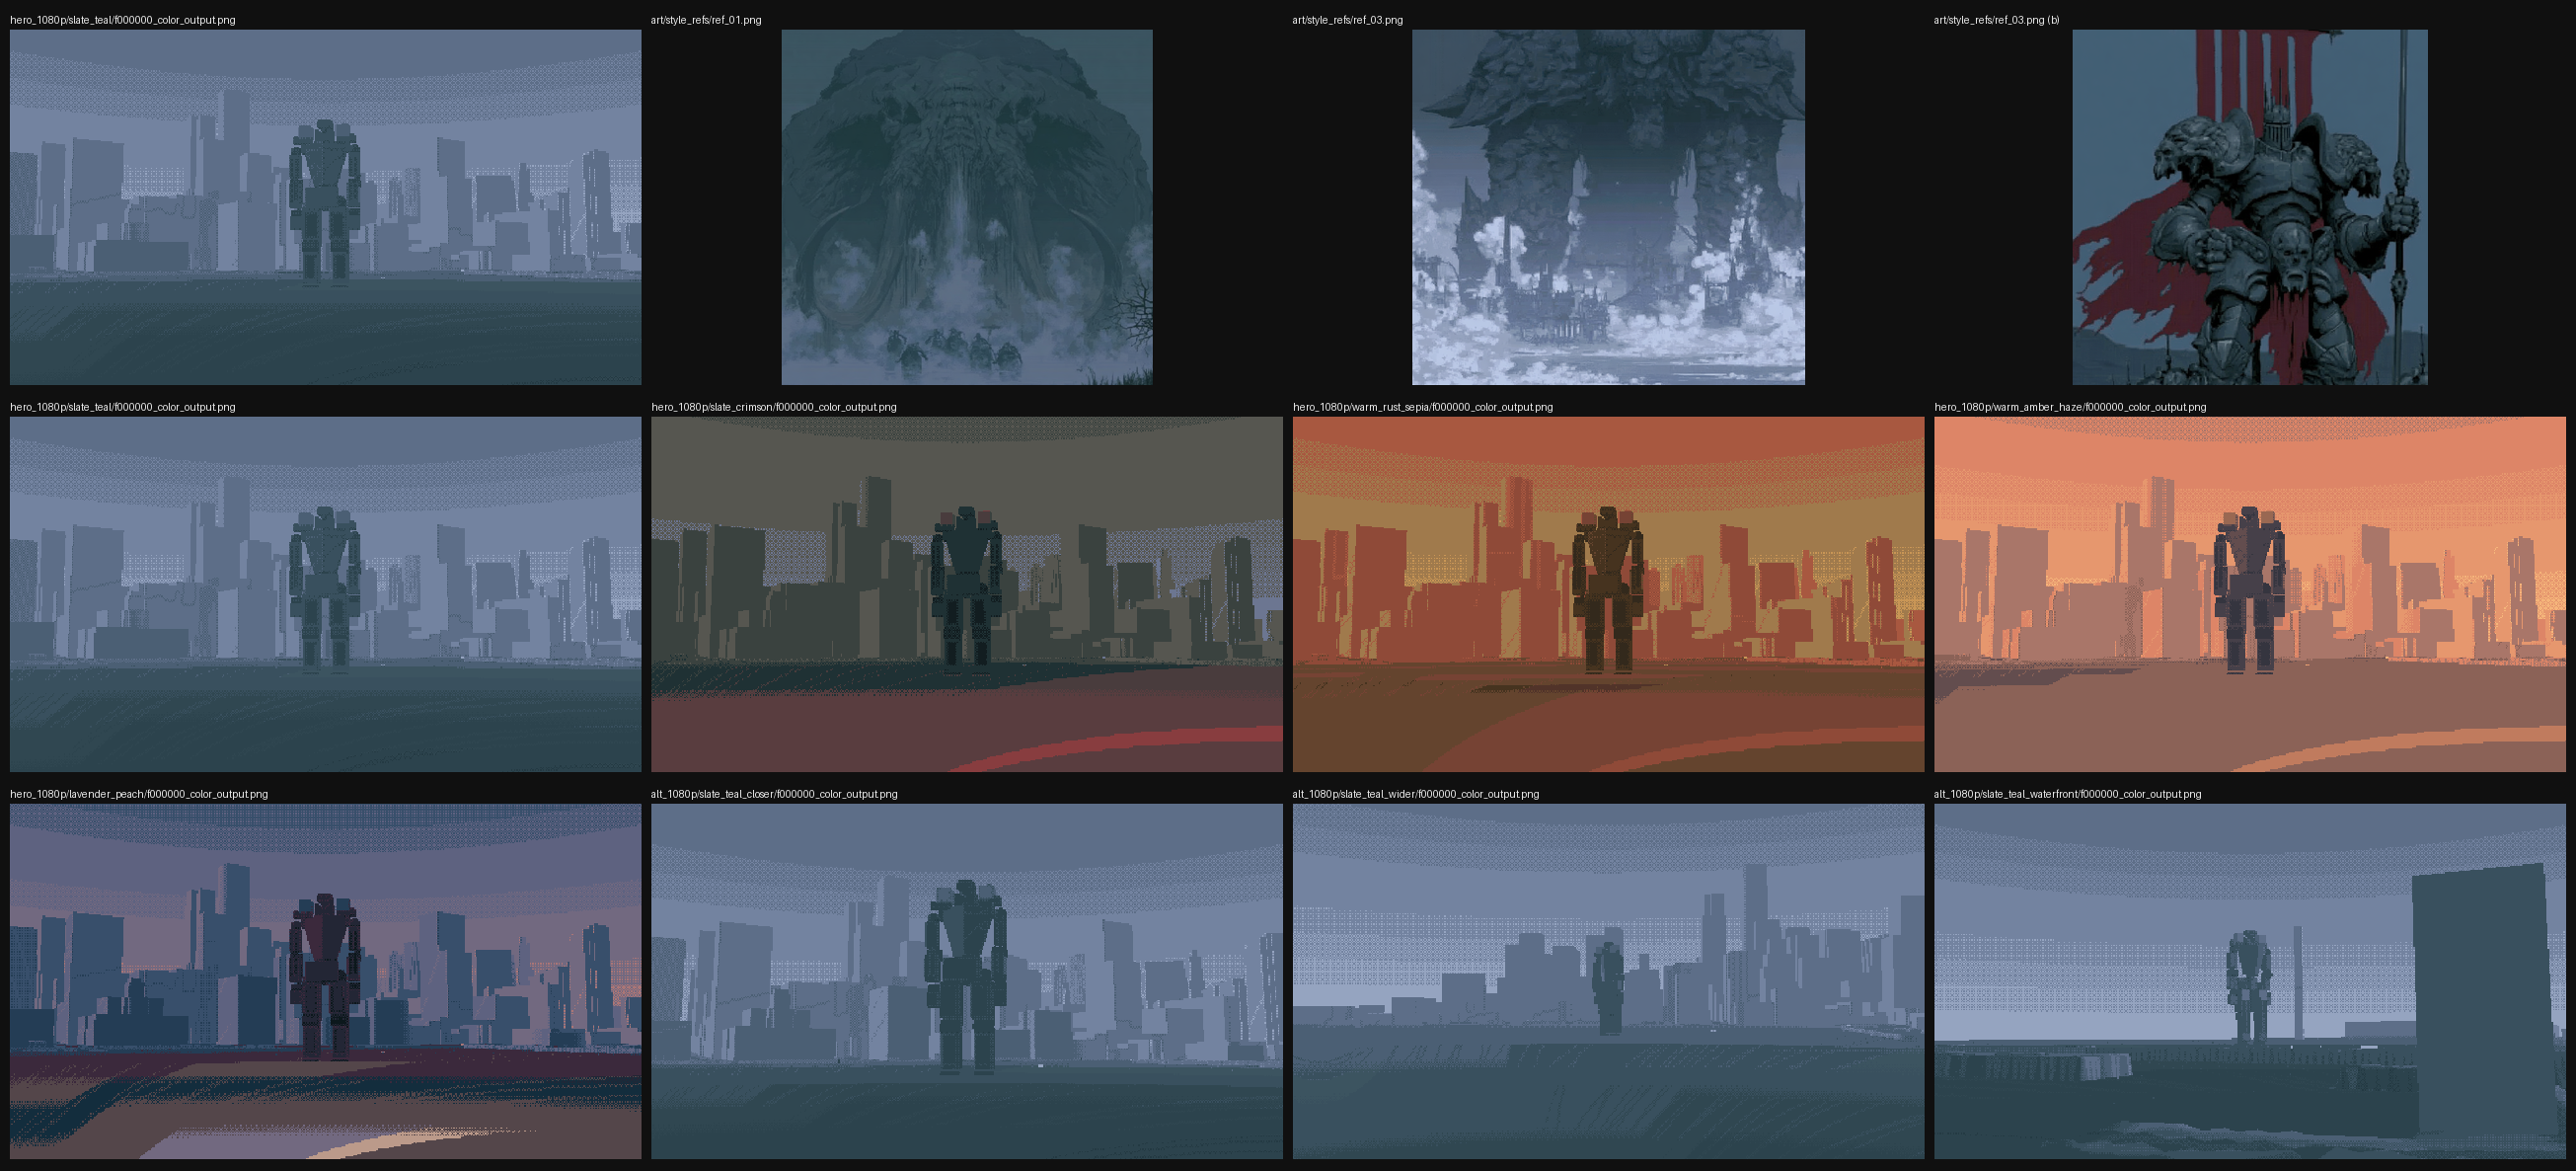 hero_1080p/slate_teal/f000000_color_output.png
art/style_refs/ref_01.png
art/style_refs/ref_03.png
art/style_refs/ref_03.png (b)
hero_1080p/slate_teal/f000000_color_output.png
hero_1080p/slate_crimson/f000000_color_output.png
hero_1080p/warm_rust_sepia/f000000_color_output.png
hero_1080p/warm_amber_haze/f000000_color_output.png
hero_1080p/lavender_peach/f000000_color_output.png
alt_1080p/slate_teal_closer/f000000_color_output.png
alt_1080p/slate_teal_wider/f000000_color_output.png
alt_1080p/slate_teal_waterfront/f000000_color_output.png